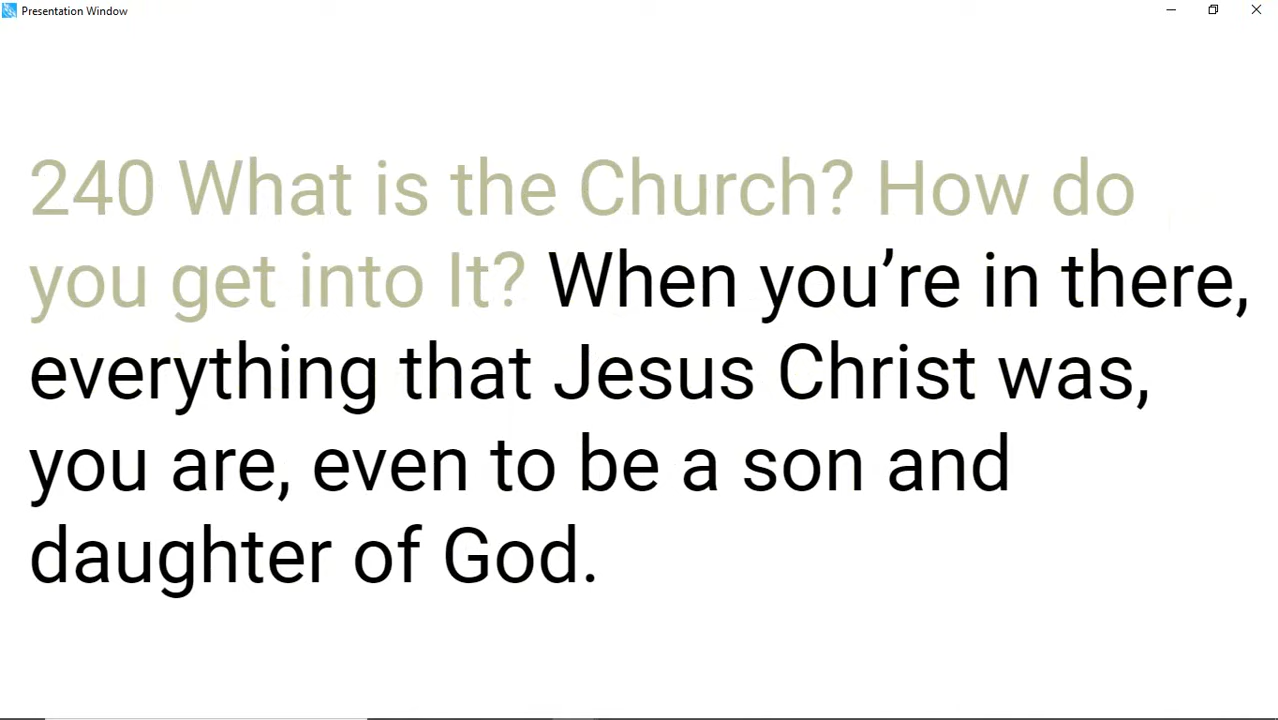 Presentation Window
240 What is the Church? How do
you get into It? When you’re in there,
everything that Jesus Christ was,
you are, even to be a son and
daughter of God.